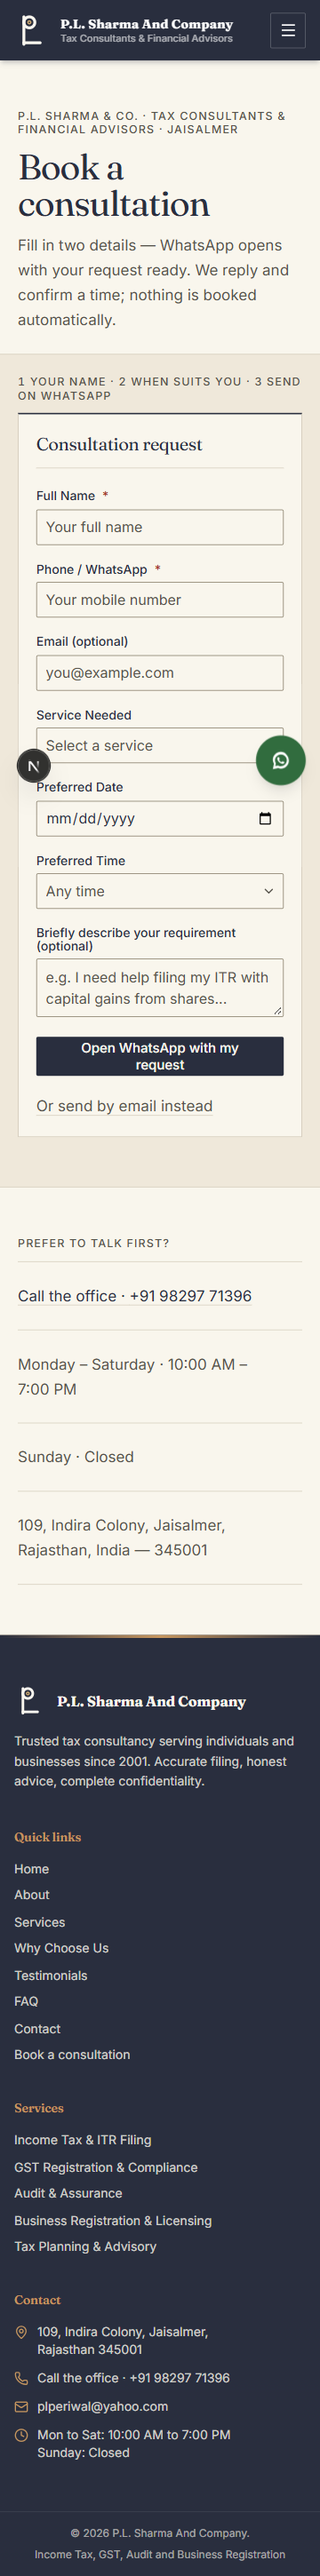 P.L. Sharma And Company
Tax Consultants & Financial Advisors
P.L. SHARMA & CO. · TAX CONSULTANTS &
FINANCIAL ADVISORS · JAISALMER
Book a
consultation
Fill in two details — WhatsApp opens
with your request ready. We reply and
confirm a time; nothing is booked
automatically.
1 YOUR NAME · 2 WHEN SUITS YOU · 3 SEND
ON WHATSAPP
Consultation request
Full Name *
Your full name
Phone / WhatsApp *
Your mobile number
Email (optional)
you@example.com
Service Needed
Select a service
N
Preferred Date
mm/dd/yyyy
Preferred Time
Any time
Briefly describe your requirement
(optional)
e.g. I need help filing my ITR with
capital gains from shares...
Open WhatsApp with my
request
Or send by email instead
PREFER TO TALK FIRST?
Call the office · +91 98297 71396
Monday – Saturday · 10:00 AM –
7:00 PM
Sunday · Closed
109, Indira Colony, Jaisalmer,
Rajasthan, India — 345001
P.L. Sharma And Company
Trusted tax consultancy serving individuals and
businesses since 2001. Accurate filing, honest
advice, complete confidentiality.
Quick links
Home
About
Services
Why Choose Us
Testimonials
FAQ
Contact
Book a consultation
Services
Income Tax & ITR Filing
GST Registration & Compliance
Audit & Assurance
Business Registration & Licensing
Tax Planning & Advisory
Contact
109, Indira Colony, Jaisalmer,
Rajasthan 345001
Call the office · +91 98297 71396
plperiwal@yahoo.com
Mon to Sat: 10:00 AM to 7:00 PM
Sunday: Closed
© 2026 P.L. Sharma And Company.
Income Tax, GST, Audit and Business Registration